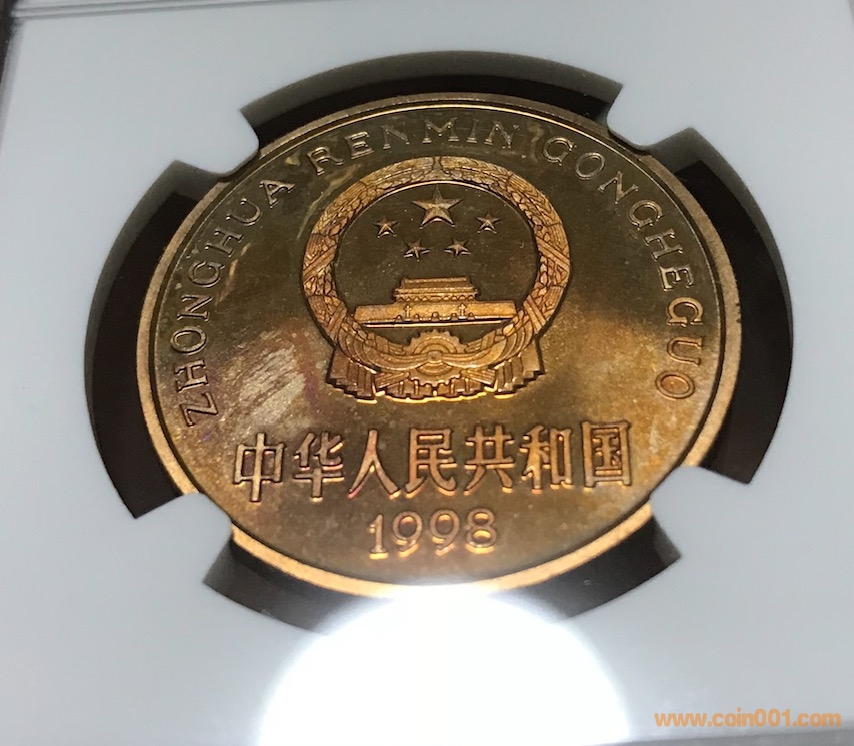 ZHONGHUA RENMIN GONGHEGUO
中华人民共和国
1998
www.coin001.com